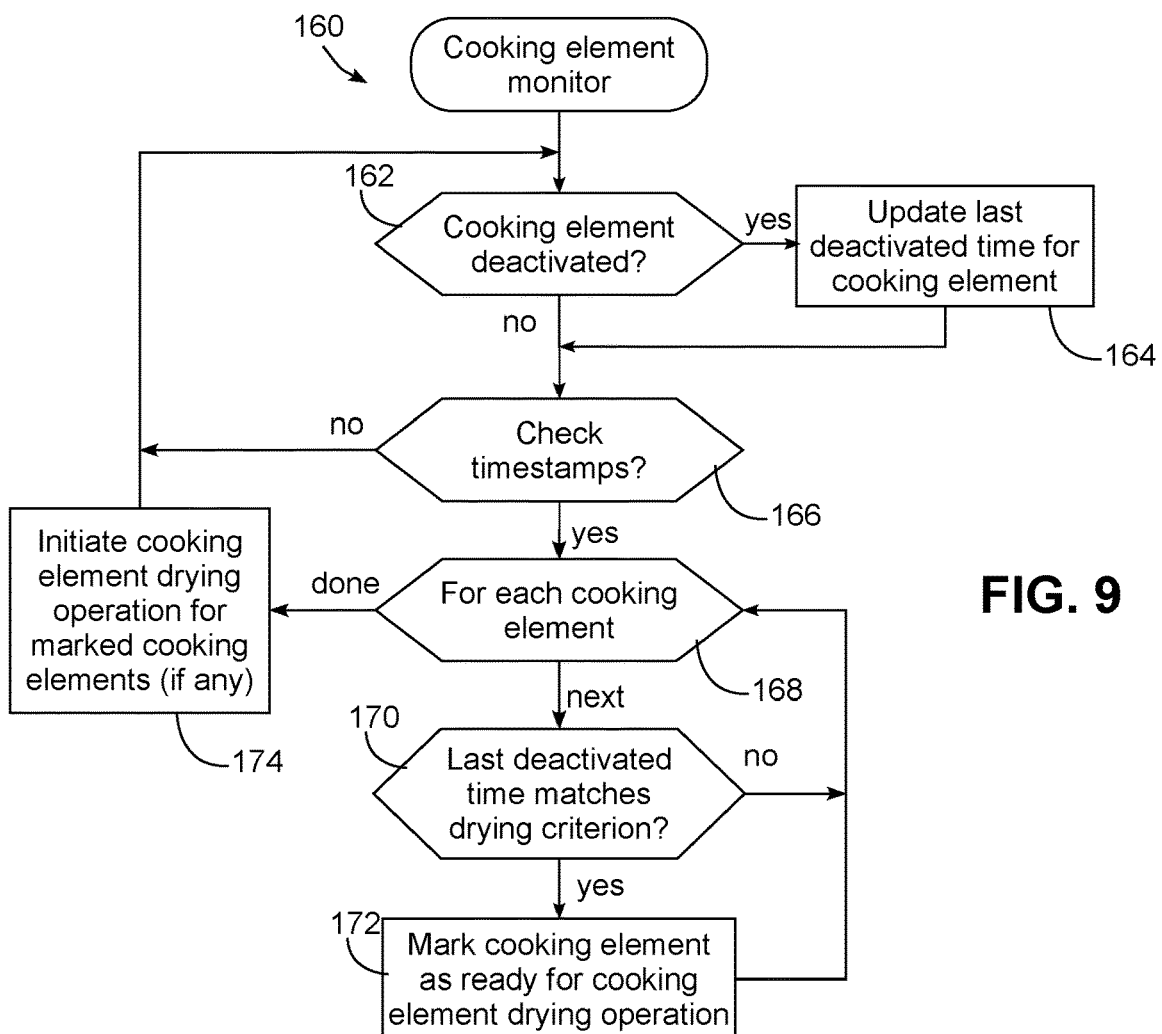 160
Cooking element
monitor
162
Cooking element
deactivated?
yes
Update last
deactivated time for
cooking element
164
no
Check
timestamps?
no
166
yes
For each cooking
element
done
168
Initiate cooking
element drying
operation for
marked cooking
elements (if any)
174
next
170
Last deactivated
time matches
drying criterion?
no
yes
172
Mark cooking element
as ready for cooking
element drying operation
FIG. 9